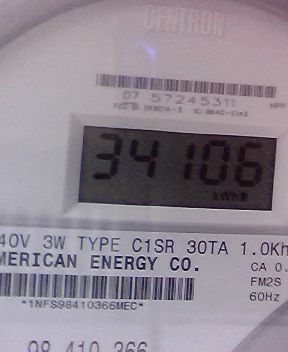 CENTRON
07 57245311
34106
kWh
40V 3W TYPE C1SR 30TA 1.0Kh
MERICAN ENERGY CO.
CA 0.
FM2S
60Hz
*1NFS98410366MEC*
98 410 366